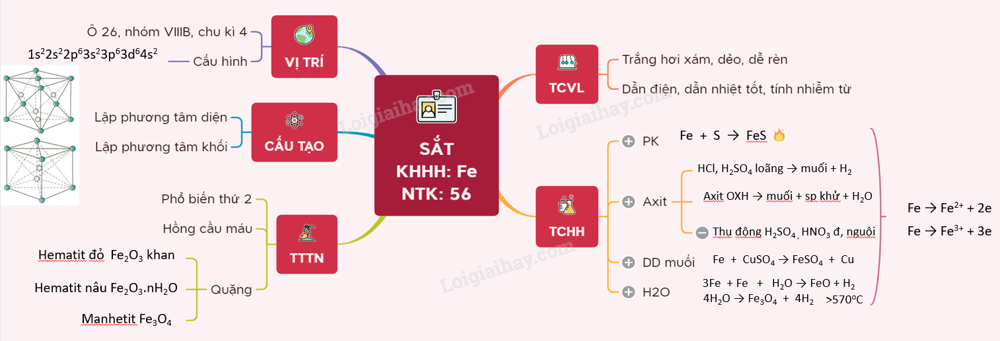 SẮT
KHHH: Fe
NTK: 56
VỊ TRÍ
Ô 26, nhóm VIIIB, chu kì 4
1s²2s²2p⁶3s²3p⁶3d⁶4s²
Cấu hình
CẤU TẠO
Lập phương tâm diện
Lập phương tâm khối
TTTN
Phổ biến thứ 2
Hồng cầu máu
Quặng
Hematit đỏ Fe₂O₃ khan
Hematit nâu Fe₂O₃.nH₂O
Manhetit Fe₃O₄
TCVL
Trắng hơi xám, dẻo, dễ rèn
Dẫn điện, dẫn nhiệt tốt, tính nhiễm từ
TCHH
PK
Fe + S → FeS 🔥
Axit
HCl, H₂SO₄ loãng → muối + H₂
Axit OXH → muối + sp khử + H₂O
Thu đông H₂SO₄, HNO₃ đ, nguôi
DD muối
Fe + CuSO₄ → FeSO₄ + Cu
H2O
3Fe + Fe + H₂O → FeO + H₂
4H₂O → Fe₃O₄ + 4H₂ >570°C
Fe → Fe²⁺ + 2e
Fe → Fe³⁺ + 3e
Loigiaihay.com
Loigiaihay.com
Loigiaihay.com